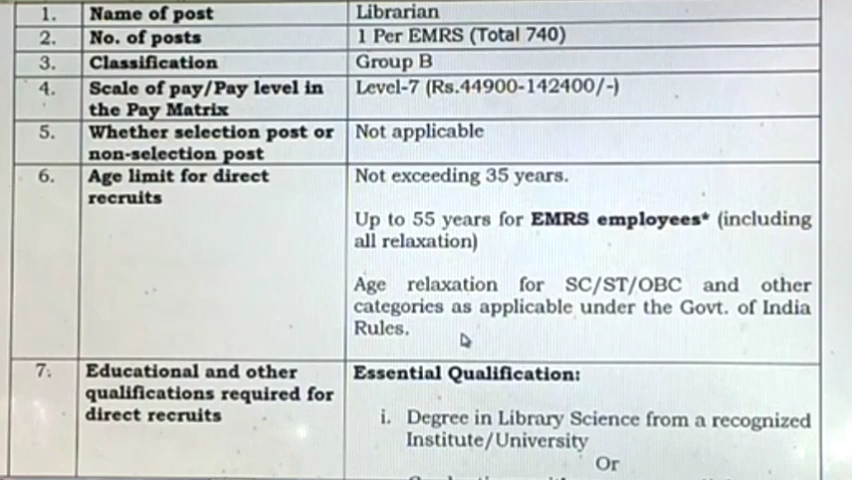 1. Name of post Librarian
2. No. of posts 1 Per EMRS (Total 740)
3. Classification Group B
4. Scale of pay/Pay level in Level-7 (Rs.44900-142400/-)
the Pay Matrix
5. Whether selection post or Not applicable
non-selection post
6. Age limit for direct Not exceeding 35 years.
recruits
Up to 55 years for EMRS employees* (including
all relaxation)
Age relaxation for SC/ST/OBC and other
categories as applicable under the Govt. of India
Rules.
7. Educational and other Essential Qualification:
qualifications required for
direct recruits
i. Degree in Library Science from a recognized
Institute/University
Or